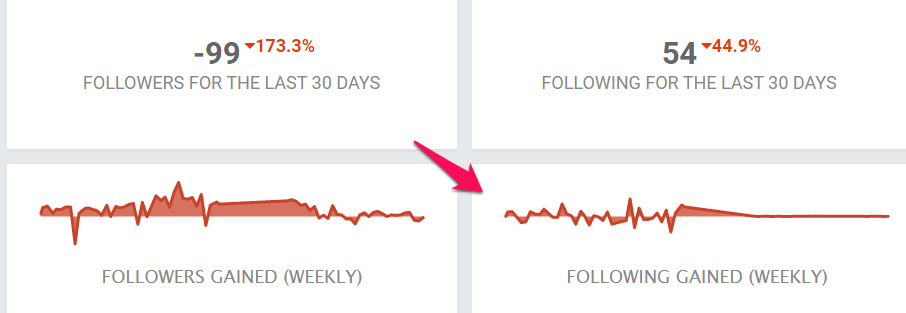 -99 173.3%
FOLLOWERS FOR THE LAST 30 DAYS
54 44.9%
FOLLOWING FOR THE LAST 30 DAYS
FOLLOWERS GAINED (WEEKLY)
FOLLOWING GAINED (WEEKLY)